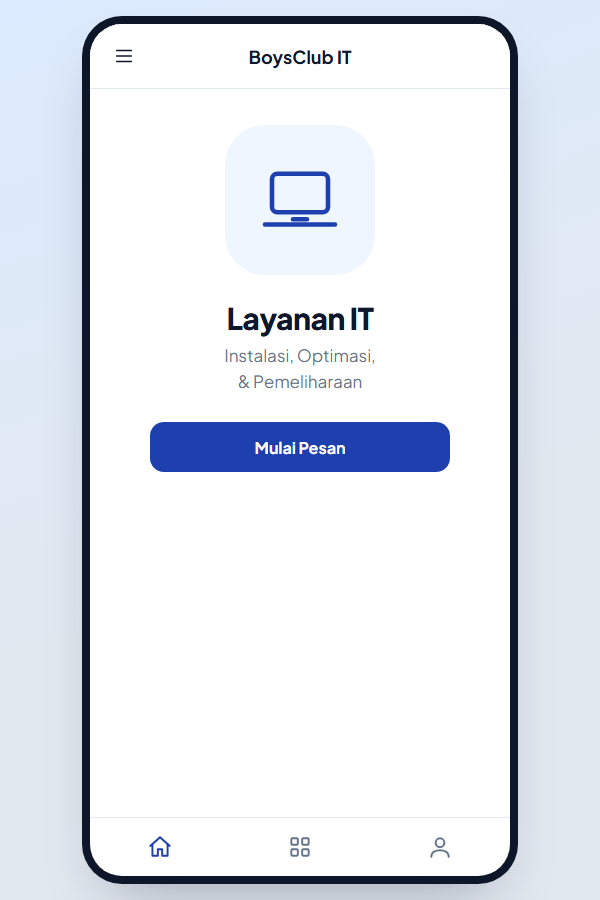 BoysClub IT
Layanan IT
Instalasi, Optimasi,
& Pemeliharaan
Mulai Pesan